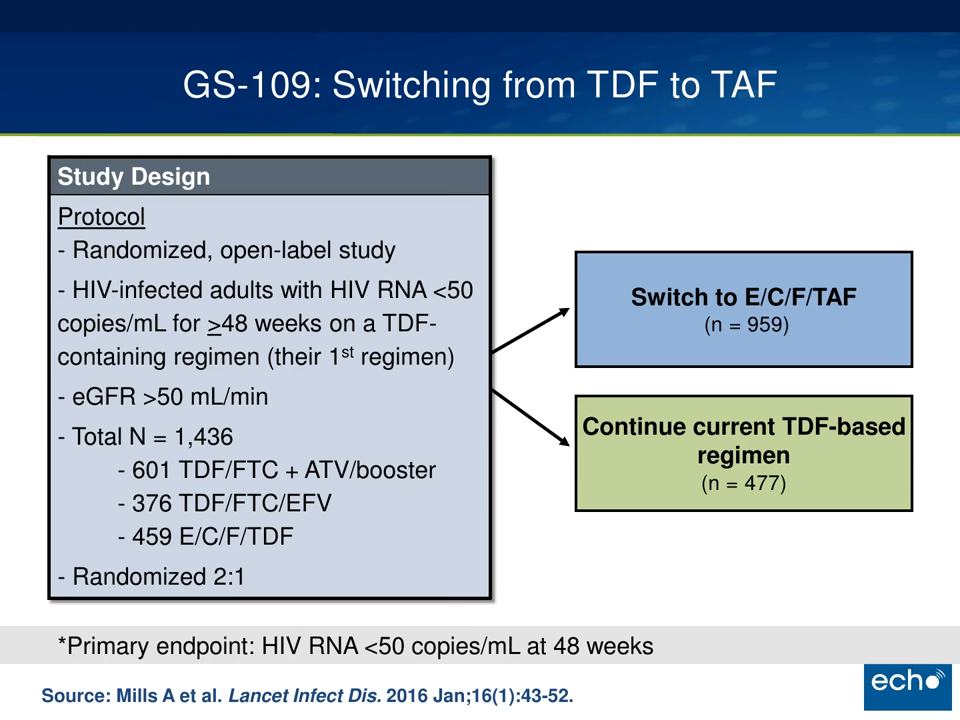 GS-109: Switching from TDF to TAF
Study Design
Protocol
- Randomized, open-label study
- HIV-infected adults with HIV RNA <50
copies/mL for >48 weeks on a TDF-
containing regimen (their 1st regimen)
- eGFR >50 mL/min
- Total N = 1,436
- 601 TDF/FTC + ATV/booster
- 376 TDF/FTC/EFV
- 459 E/C/F/TDF
- Randomized 2:1
Switch to E/C/F/TAF
(n = 959)
Continue current TDF-based
regimen
(n = 477)
*Primary endpoint: HIV RNA <50 copies/mL at 48 weeks
Source: Mills A et al. Lancet Infect Dis. 2016 Jan;16(1):43-52.
echo